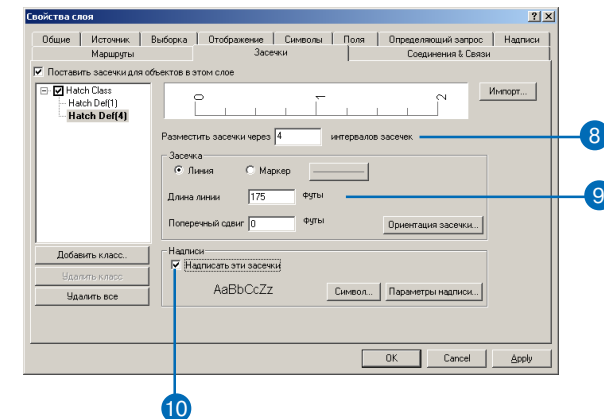 Свойства слоя
Общие Источник Выборка Отображение Символы Поля Определяющий запрос Надписи
Маршруты Засечки Соединения & Связи
Поставить засечки для объектов в этом слое
Hatch Class
Hatch Def(1)
Hatch Def(4)
0 1 2
Импорт...
Разместить засечки через 4 интервалов засечек
8
Засечка
Линия Маркер
Длина линии 175 Футы
9
Поперечный сдвиг 0 Футы
Ориентация засечки...
Добавить класс..
Удалить класс
Удалить все
Надписи
Надписать эти засечки
AaBbCcZz
Символ... Параметры надписи...
OK Cancel Apply
10